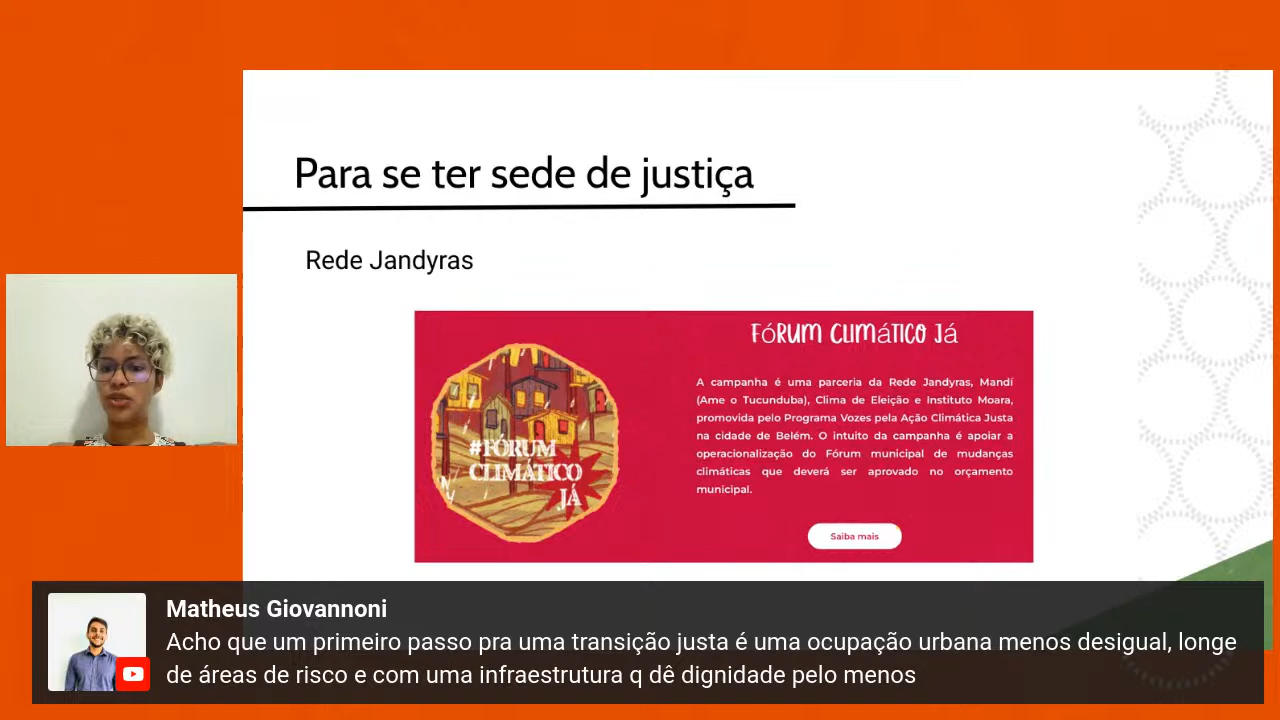 Para se ter sede de justiça
Rede Jandyras
#FÓRUM
CLIMÁTICO
JÁ
FÓRUM CLIMÁTICO JÁ
A campanha é uma parceria da Rede Jandyras, Mandí
(Ame o Tucunduba), Clima de Eleição e Instituto Moara,
promovida pelo Programa Vozes pela Ação Climática Justa
na cidade de Belém. O intuito da campanha é apoiar a
operacionalização do Fórum municipal de mudanças
climáticas que deverá ser aprovado no orçamento
municipal.
Saiba mais
Matheus Giovannoni
Acho que um primeiro passo pra uma transição justa é uma ocupação urbana menos desigual, longe
de áreas de risco e com uma infraestrutura q dê dignidade pelo menos